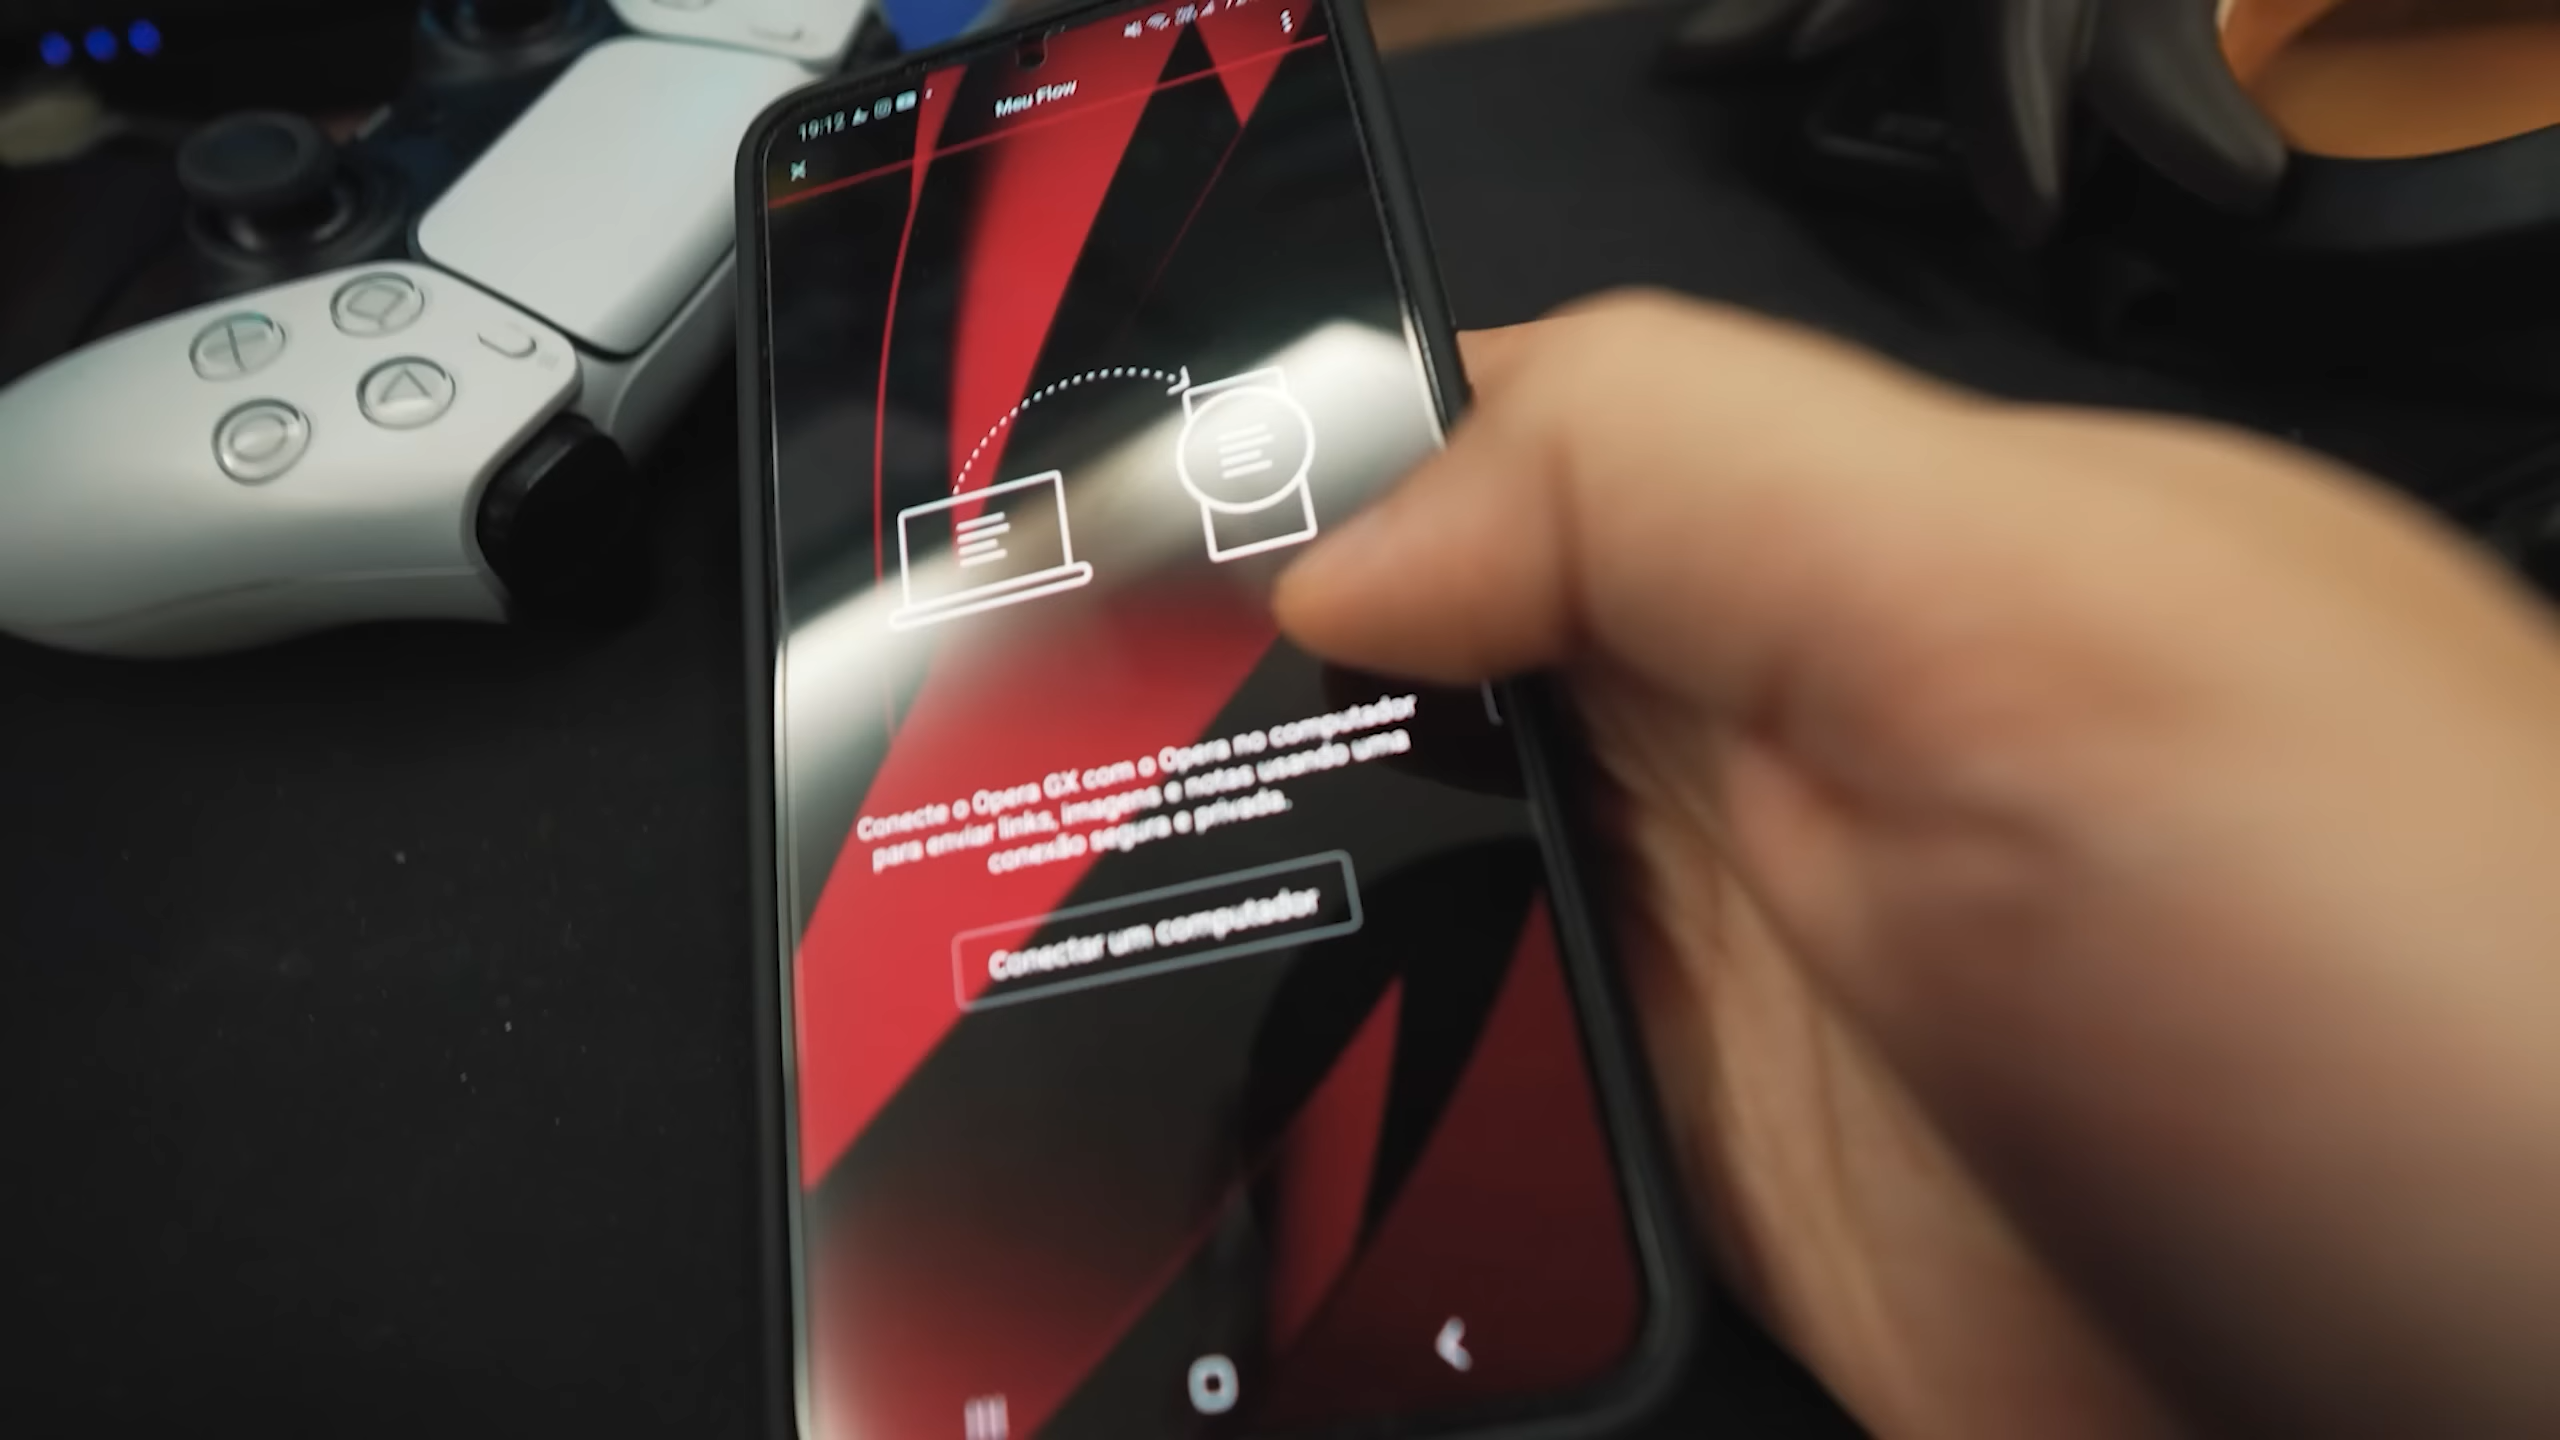 19:12
Meu Flow
Conecte o Opera GX com o Opera no computador
para enviar links, imagens e notas usando uma
conexão segura e privada.
Conectar um computador